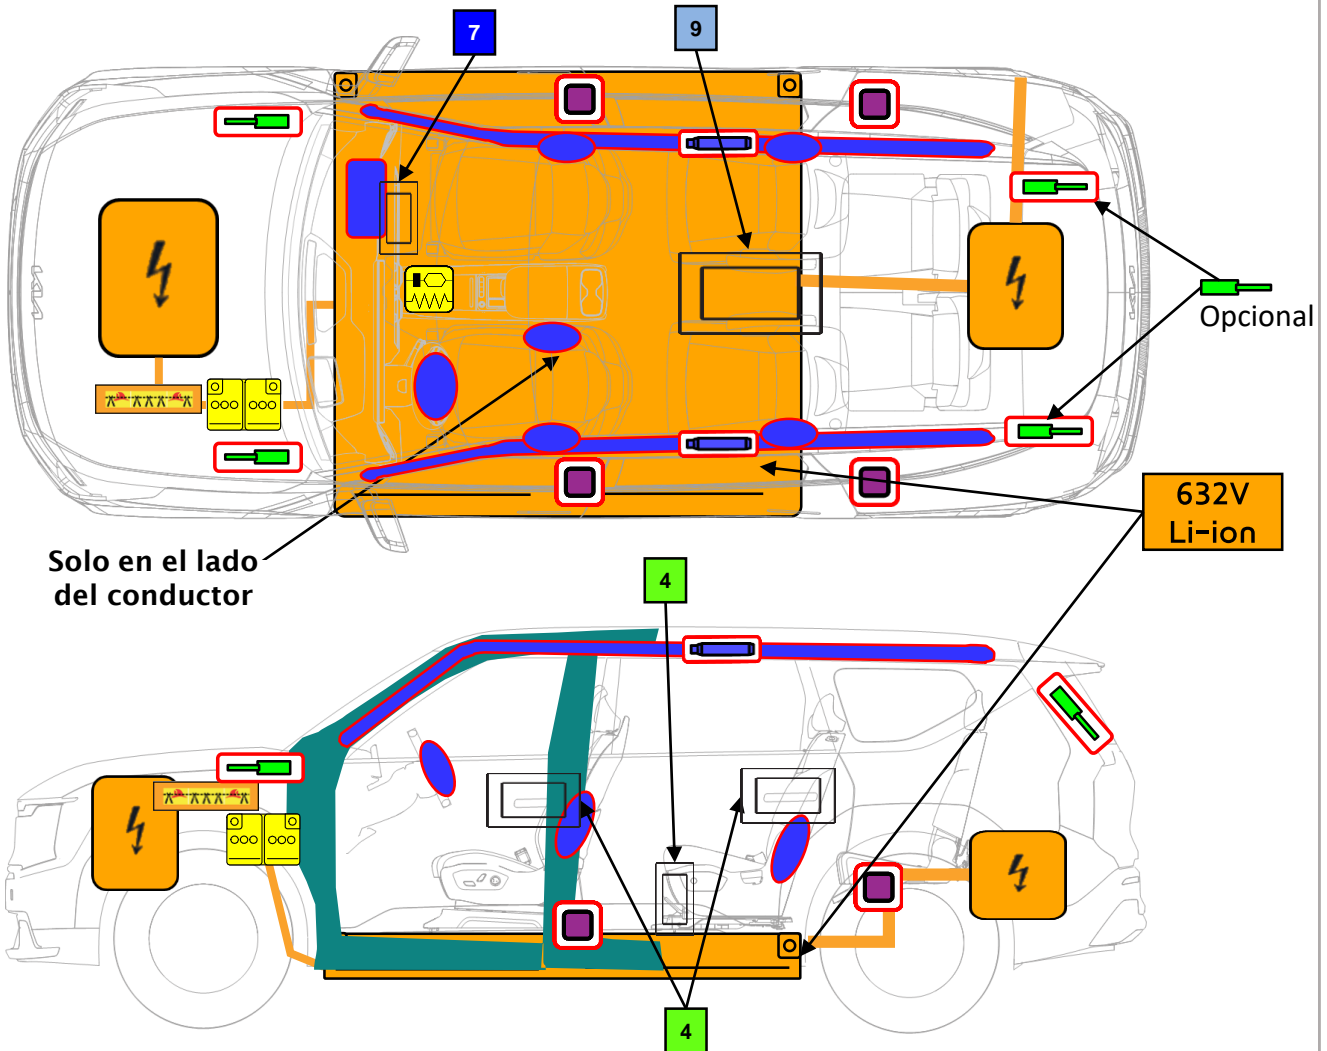 7
9
Opcional
632V
Li-ion
Solo en el lado
del conductor
4
4